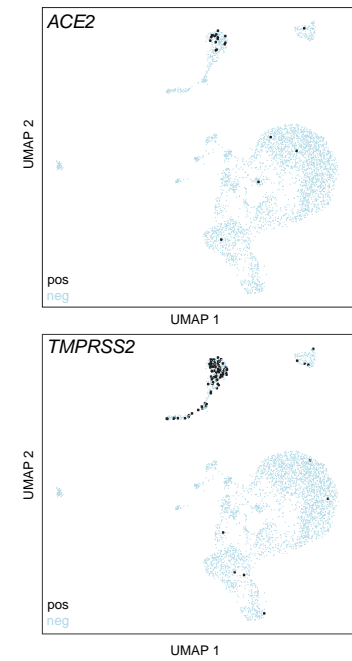 ACE2
UMAP 2
pos
neg
UMAP 1
TMPRSS2
UMAP 2
pos
neg
UMAP 1